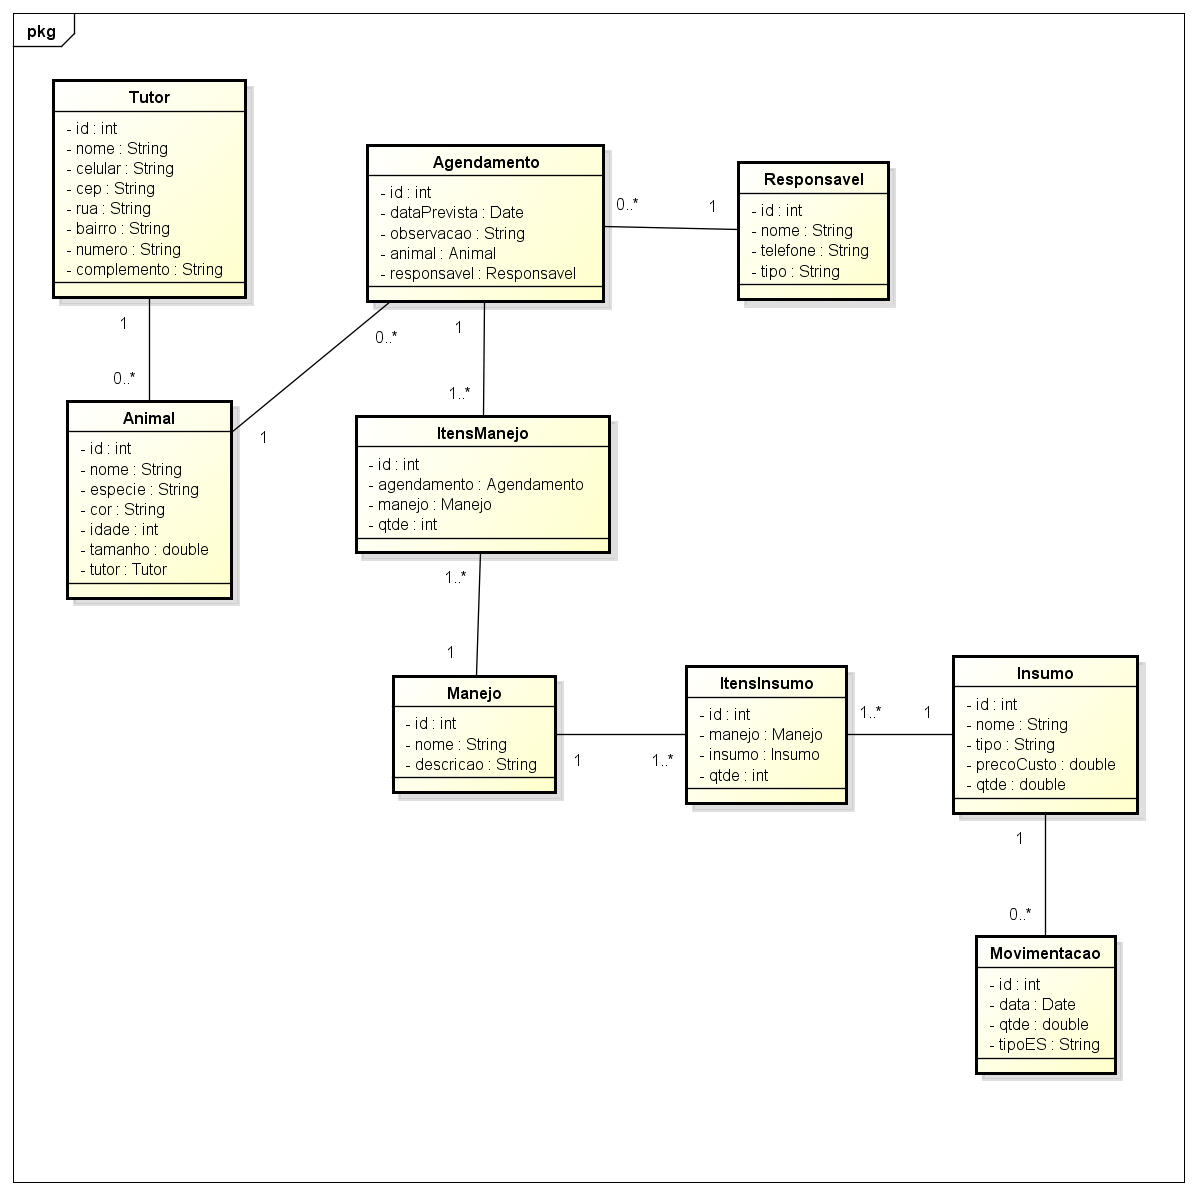 pkg
Tutor
- id : int
- nome : String
- celular : String
- cep : String
- rua : String
- bairro : String
- numero : String
- complemento : String
1
0..*
Animal
- id : int
- nome : String
- especie : String
- cor : String
- idade : int
- tamanho : double
- tutor : Tutor
1
0..*
Agendamento
- id : int
- dataPrevista : Date
- observacao : String
- animal : Animal
- responsavel : Responsavel
0..*
1
Responsavel
- id : int
- nome : String
- telefone : String
- tipo : String
1
1..*
ItensManejo
- id : int
- agendamento : Agendamento
- manejo : Manejo
- qtde : int
1..*
1
Manejo
- id : int
- nome : String
- descricao : String
1
1..*
ItensInsumo
- id : int
- manejo : Manejo
- insumo : Insumo
- qtde : int
1..*
1
Insumo
- id : int
- nome : String
- tipo : String
- precoCusto : double
- qtde : double
1
0..*
Movimentacao
- id : int
- data : Date
- qtde : double
- tipoES : String